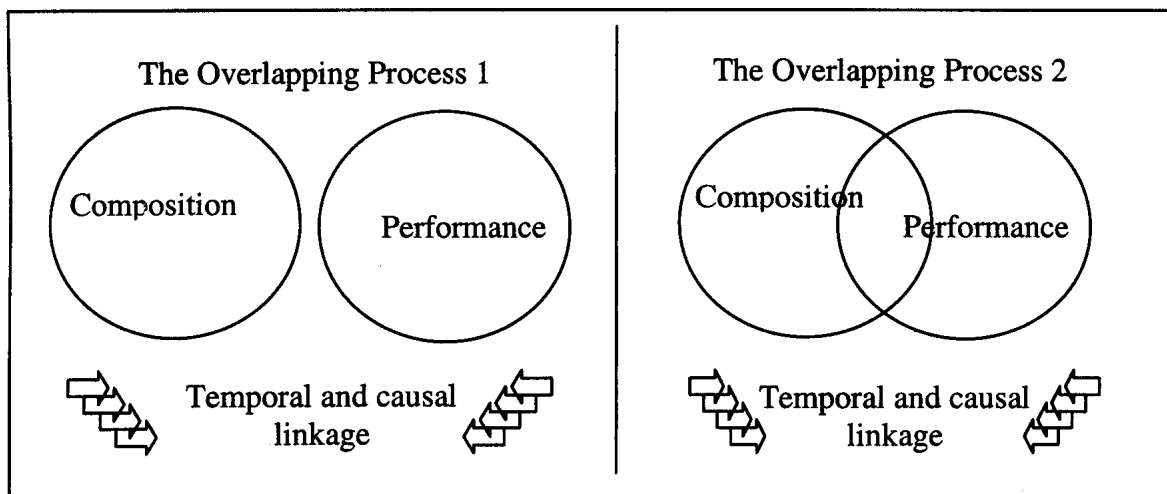 The Overlapping Process 1
Composition
Performance
Temporal and causal
linkage
The Overlapping Process 2
Composition
Performance
Temporal and causal
linkage